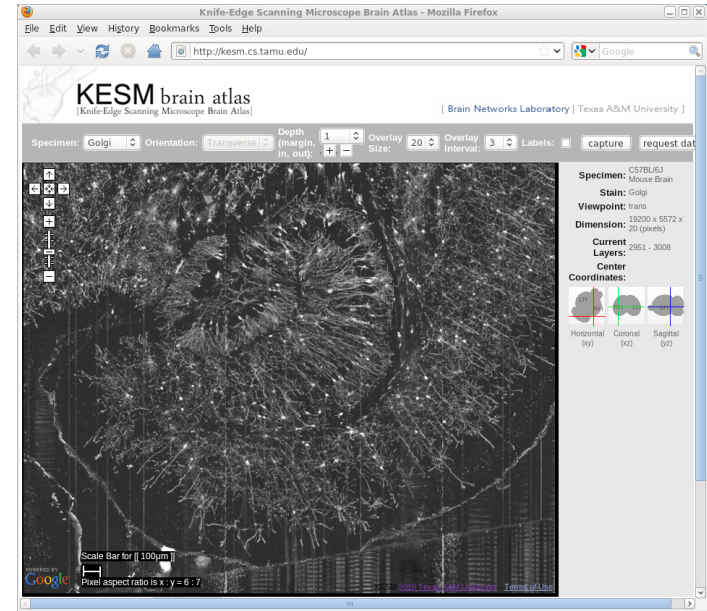 Knife-Edge Scanning Microscope Brain Atlas - Mozilla Firefox
File Edit View History Bookmarks Tools Help
http://kesm.cs.tamu.edu/ Google
KESM brain atlas
[Knife-Edge Scanning Microscope Brain Atlas]
[ Brain Networks Laboratory | Texas A&M University ]
Specimen: Golgi Orientation: Transverse Depth (margin, in, out): 1 + - Overlay Size: 20 Overlay Interval: 3 Labels: capture request dat
Specimen: C57BL/6J Mouse Brain
Stain: Golgi
Viewpoint: trans
Dimension: 19200 x 5572 x 20 (pixels)
Current Layers: 2951 - 3008
Center Coordinates:
Horizontal (xy)
Coronal (xz)
Sagittal (yz)
Scale Bar for [[ 100μm ]]
POWERED BY
Google
Pixel aspect ratio is x : y = 6 : 7
Terms of Use